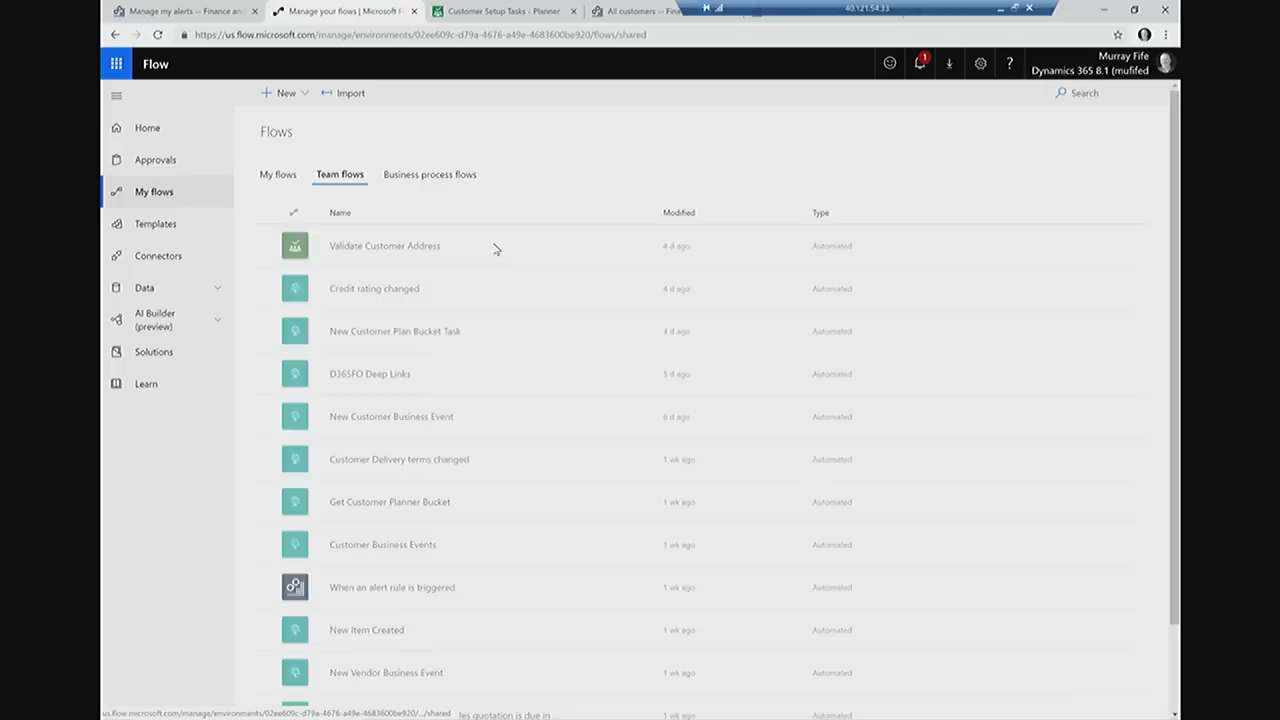 Manage my alerts -- Finance and
Manage your flows | Microsoft F
Customer Setup Tasks - Planner
All customers -- Fina
40.121.54.33
https://us.flow.microsoft.com/manage/environments/02ee609c-d79a-4676-a49e-4683600be920/flows/shared
Flow
1
?
Murray Fife
Dynamics 365 8.1 (mufifed
New
Import
Search
Home
Approvals
My flows
Templates
Connectors
Data
AI Builder
(preview)
Solutions
Learn
Flows
My flows
Team flows
Business process flows
Name
Modified
Type
Validate Customer Address
4 d ago
Automated
Credit rating changed
4 d ago
Automated
New Customer Plan Bucket Task
4 d ago
Automated
D365FO Deep Links
5 d ago
Automated
New Customer Business Event
6 d ago
Automated
Customer Delivery terms changed
1 wk ago
Automated
Get Customer Planner Bucket
1 wk ago
Automated
Customer Business Events
1 wk ago
Automated
When an alert rule is triggered
1 wk ago
Automated
New Item Created
1 wk ago
Automated
New Vendor Business Event
1 wk ago
Automated
us.flow.microsoft.com/manage/environments/02ee609c-d79a-4676-a49e-4683600be920/.../shared
les quotation is due in ...
1 wk ago
Automated